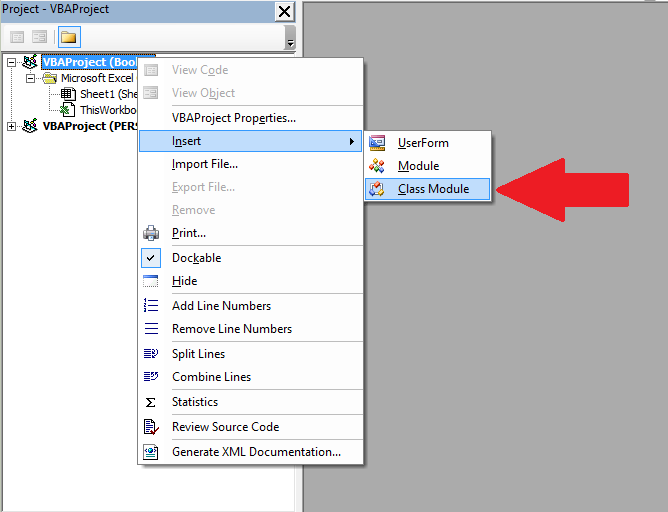 Project - VBAProject
VBAProject (Boo
Microsoft Excel
Sheet1 (She
ThisWorkbo
VBAProject (PERS
View Code
View Object
VBAProject Properties...
Insert
Import File...
Export File...
Remove
Print...
Dockable
Hide
Add Line Numbers
Remove Line Numbers
Split Lines
Combine Lines
Statistics
Review Source Code
Generate XML Documentation...
UserForm
Module
Class Module